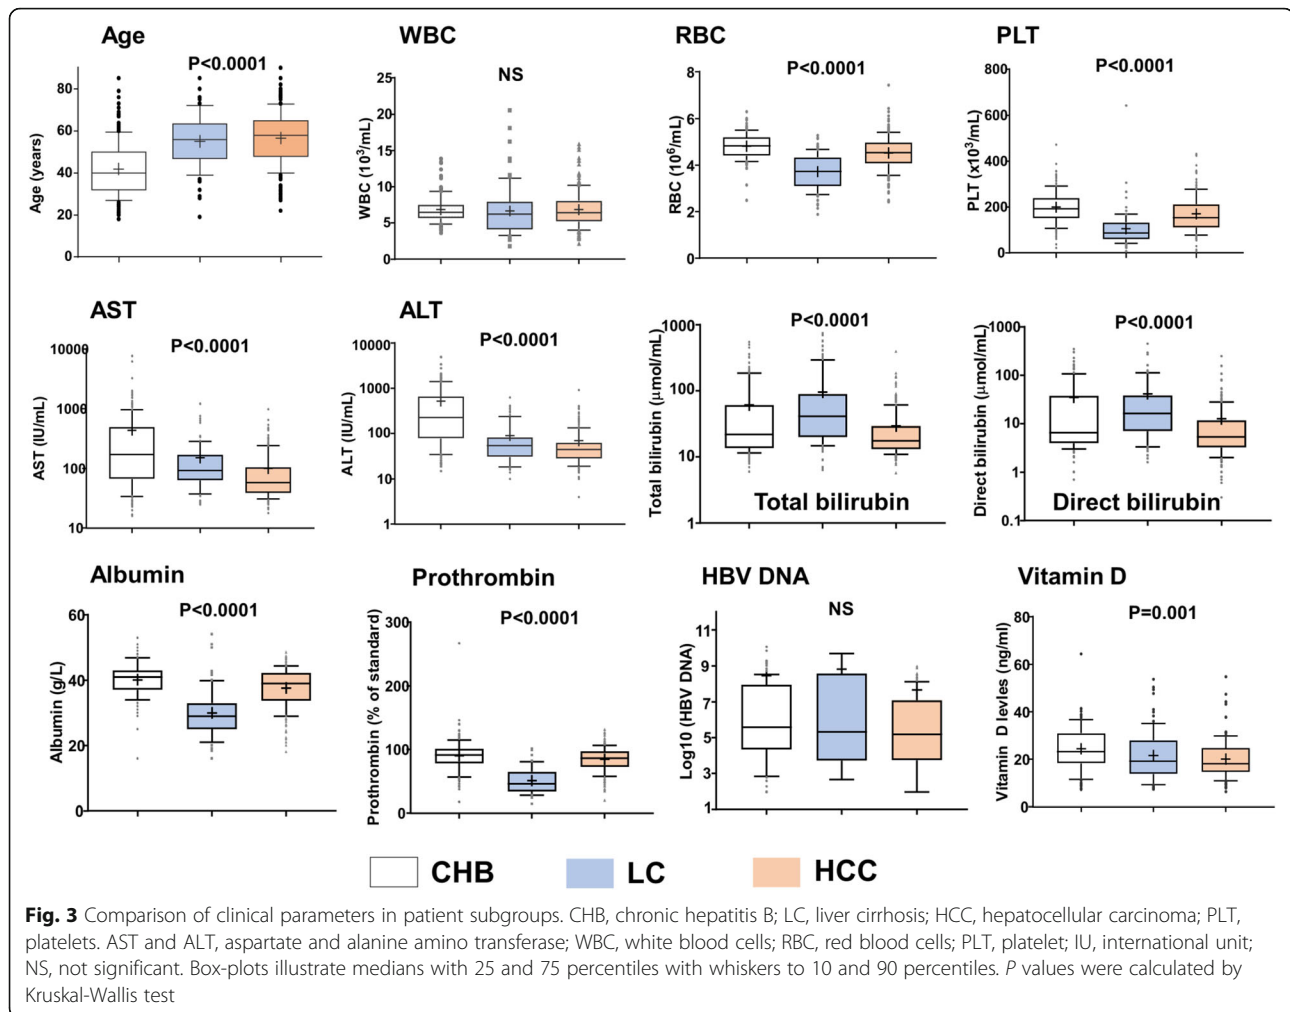 Age
WBC
RBC
PLT
P<0.0001
NS
P<0.0001
P<0.0001
Age (years)
80
60
40
20
0
WBC (10³/mL)
25
20
15
10
5
0
RBC (10⁶/mL)
8
6
4
2
0
PLT (x10³/mL)
800
600
400
200
0
AST
ALT
P<0.0001
P<0.0001
P<0.0001
P<0.0001
AST (IU/mL)
10000
1000
100
10
ALT (IU/mL)
10000
1000
100
10
1
Total bilirubin (µmol/mL)
1000
100
10
1
Total bilirubin
Direct bilirubin (µmol/mL)
1000
100
10
1
0.1
Direct bilirubin
Albumin
Prothrombin
HBV DNA
Vitamin D
P<0.0001
P<0.0001
NS
P=0.001
Albumin (g/L)
60
40
20
0
Prothrombin (% of standard)
300
200
100
0
Log10 (HBV DNA)
11
9
7
5
3
1
Vitamin D levles (ng/ml)
80
60
40
20
0
CHB
LC
HCC
Fig. 3 Comparison of clinical parameters in patient subgroups. CHB, chronic hepatitis B; LC, liver cirrhosis; HCC, hepatocellular carcinoma; PLT,
platelets. AST and ALT, aspartate and alanine amino transferase; WBC, white blood cells; RBC, red blood cells; PLT, platelet; IU, international unit;
NS, not significant. Box-plots illustrate medians with 25 and 75 percentiles with whiskers to 10 and 90 percentiles. P values were calculated by
Kruskal-Wallis test